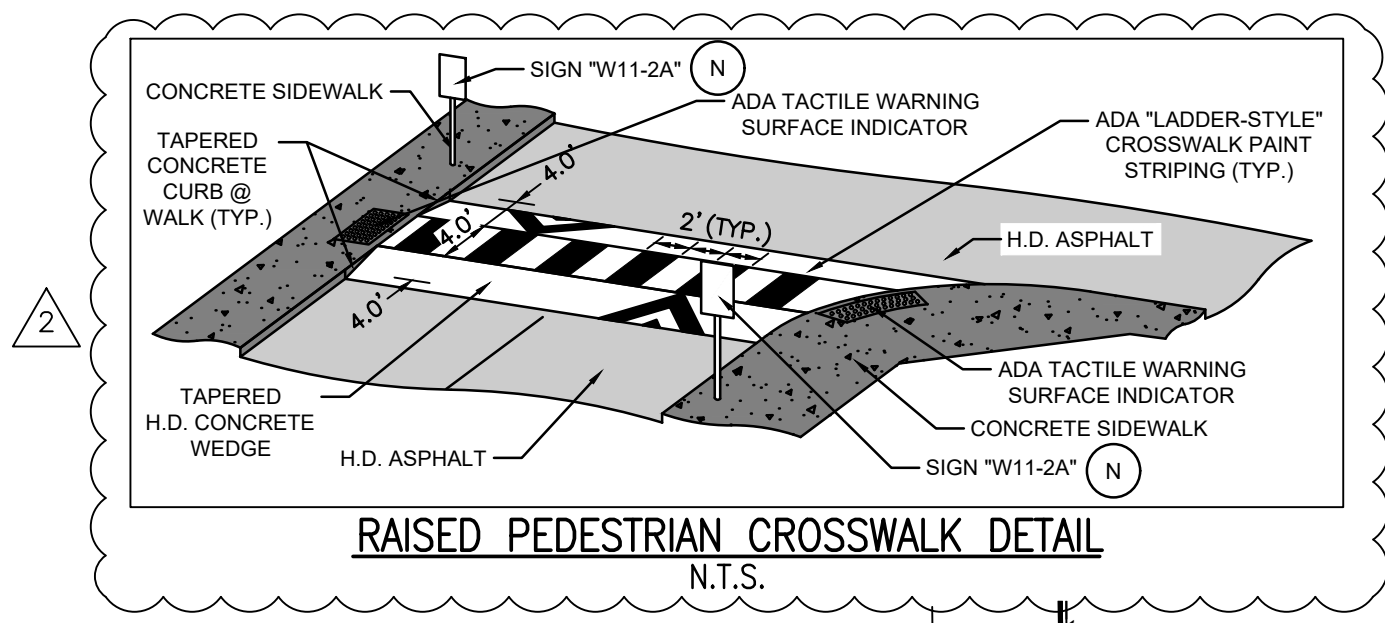 SIGN "W11-2A" N
CONCRETE SIDEWALK
ADA TACTILE WARNING
SURFACE INDICATOR
ADA "LADDER-STYLE"
CROSSWALK PAINT
STRIPING (TYP.)
TAPERED
CONCRETE
CURB @
WALK (TYP.)
4.0'
4.0'
2' (TYP.)
H.D. ASPHALT
4.0'
2
TAPERED
H.D. CONCRETE
WEDGE
H.D. ASPHALT
ADA TACTILE WARNING
SURFACE INDICATOR
CONCRETE SIDEWALK
SIGN "W11-2A" N
RAISED PEDESTRIAN CROSSWALK DETAIL
N.T.S.